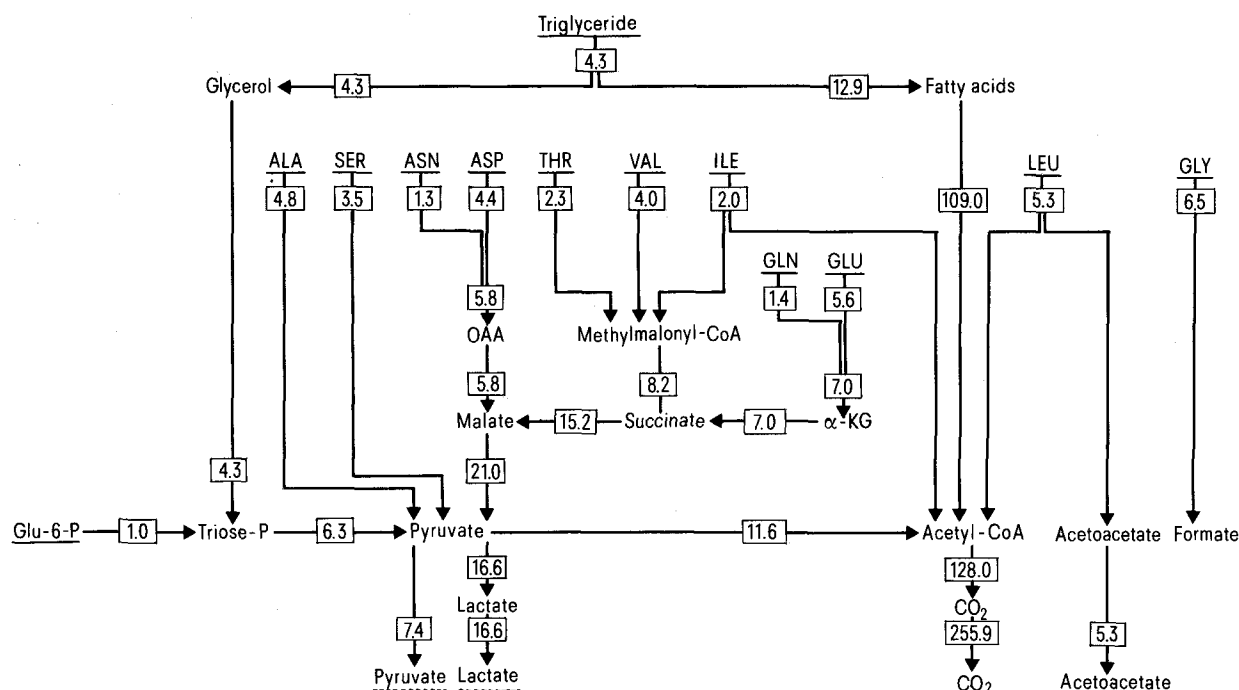 Triglyceride
4.3
Glycerol 4.3 12.9 Fatty acids
ALA SER ASN ASP THR VAL ILE LEU GLY
4.8 3.5 1.3 4.4 2.3 4.0 2.0 109.0 5.3 6.5
GLN GLU
1.4 5.6
5.8
OAA Methylmalonyl-CoA
5.8 8.2 7.0
Malate 15.2 Succinate 7.0 α-KG
4.3 21.0
Glu-6-P 1.0 Triose-P 6.3 Pyruvate 11.6 Acetyl-CoA Acetoacetate Formate
16.6 128.0
Lactate CO2
7.4 16.6 255.9 5.3
Pyruvate Lactate CO2 Acetoacetate